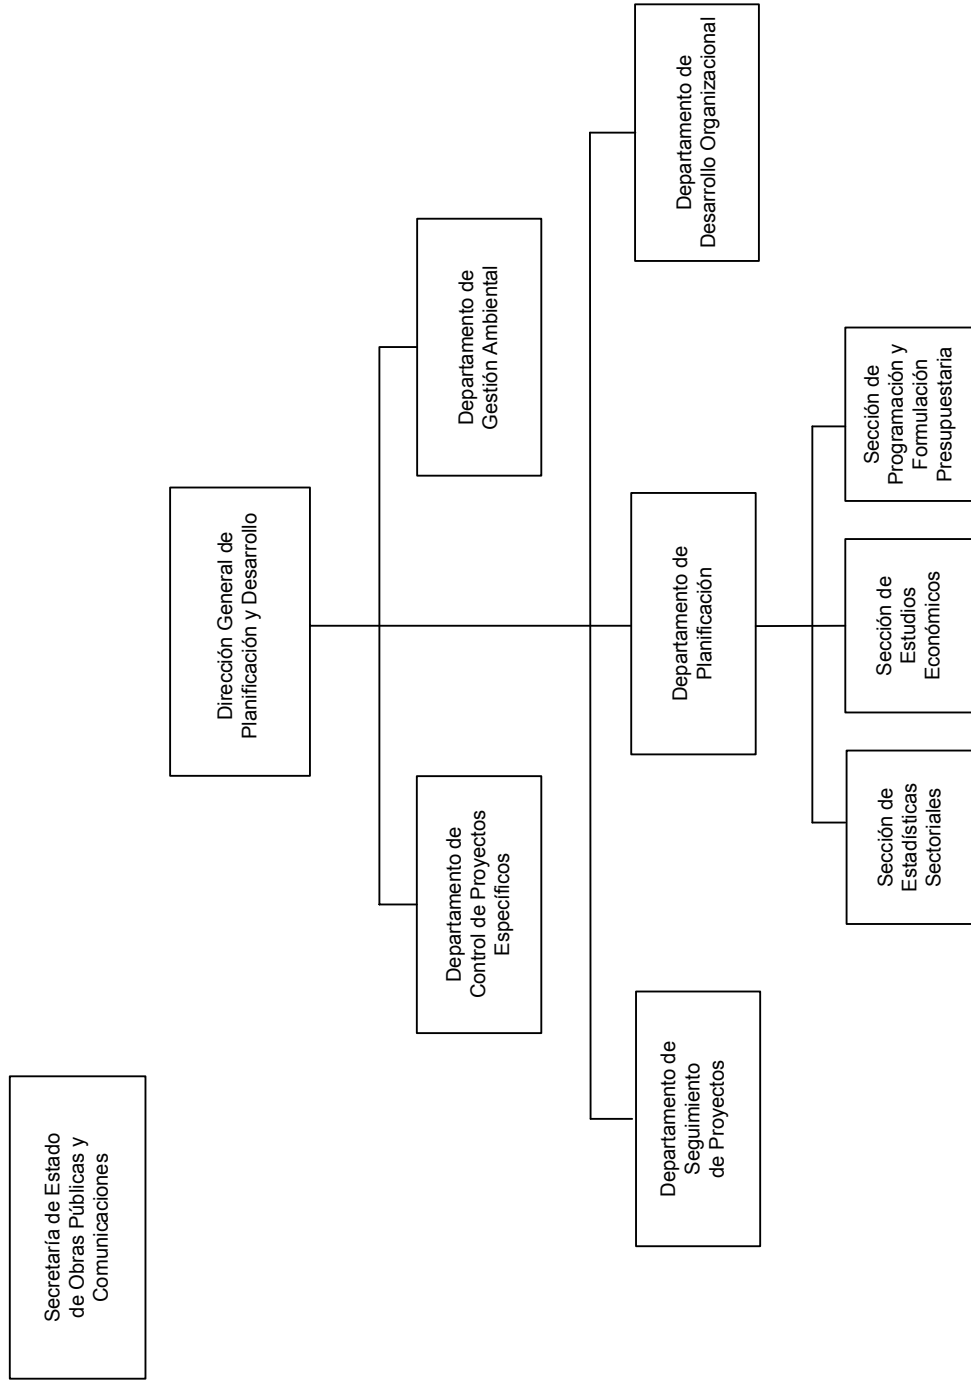 Secretaría de Estado
de Obras Públicas y
Comunicaciones
Dirección General de
Planificación y Desarrollo
Departamento de
Control de Proyectos
Específicos
Departamento de
Gestión Ambiental
Departamento de
Seguimiento
de Proyectos
Departamento de
Planificación
Departamento de
Desarrollo Organizacional
Sección de
Estadísticas
Sectoriales
Sección de
Estudios
Económicos
Sección de
Programación y
Formulación
Presupuestaria